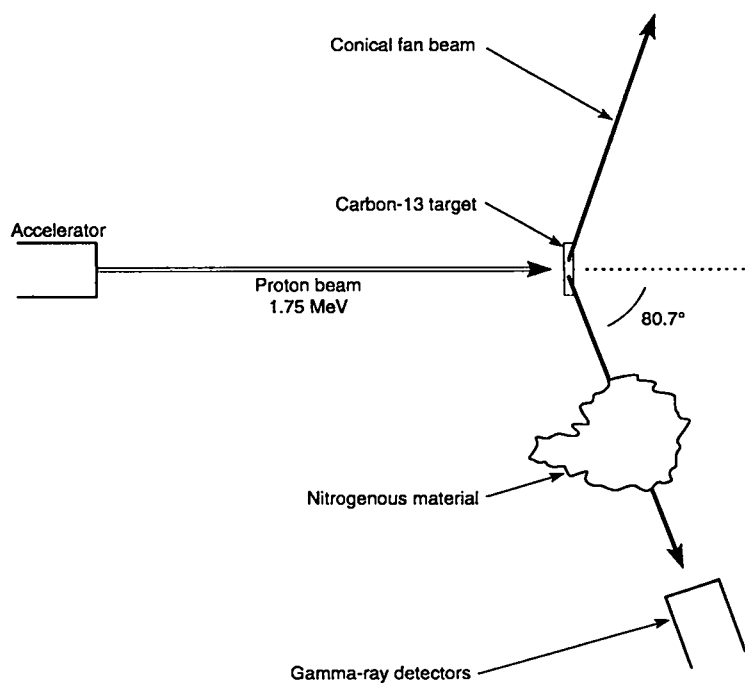 Conical fan beam
Carbon-13 target
Accelerator
Proton beam
1.75 MeV
80.7°
Nitrogenous material
Gamma-ray detectors